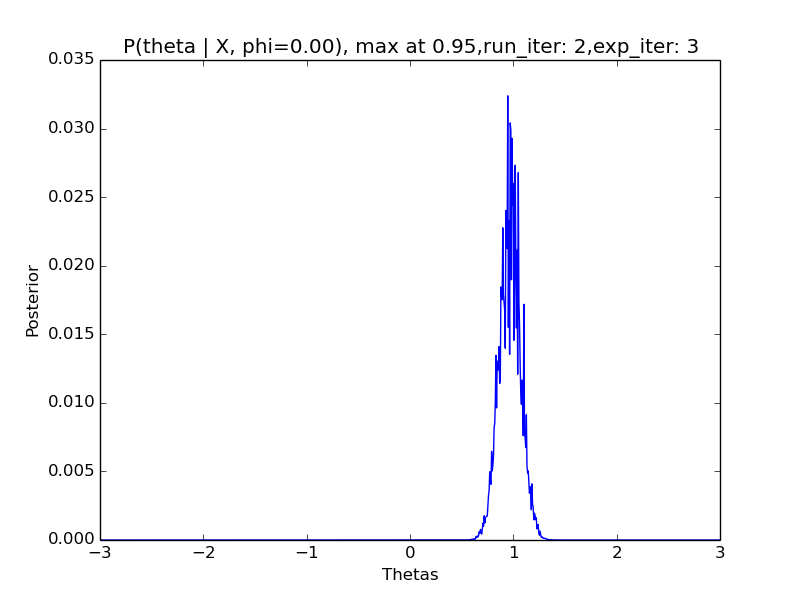 P(theta | X, phi=0.00), max at 0.95,run_iter: 2,exp_iter: 3
0.035
0.030
0.025
0.020
0.015
0.010
0.005
0.000
Posterior
−3 −2 −1 0 1 2 3
Thetas